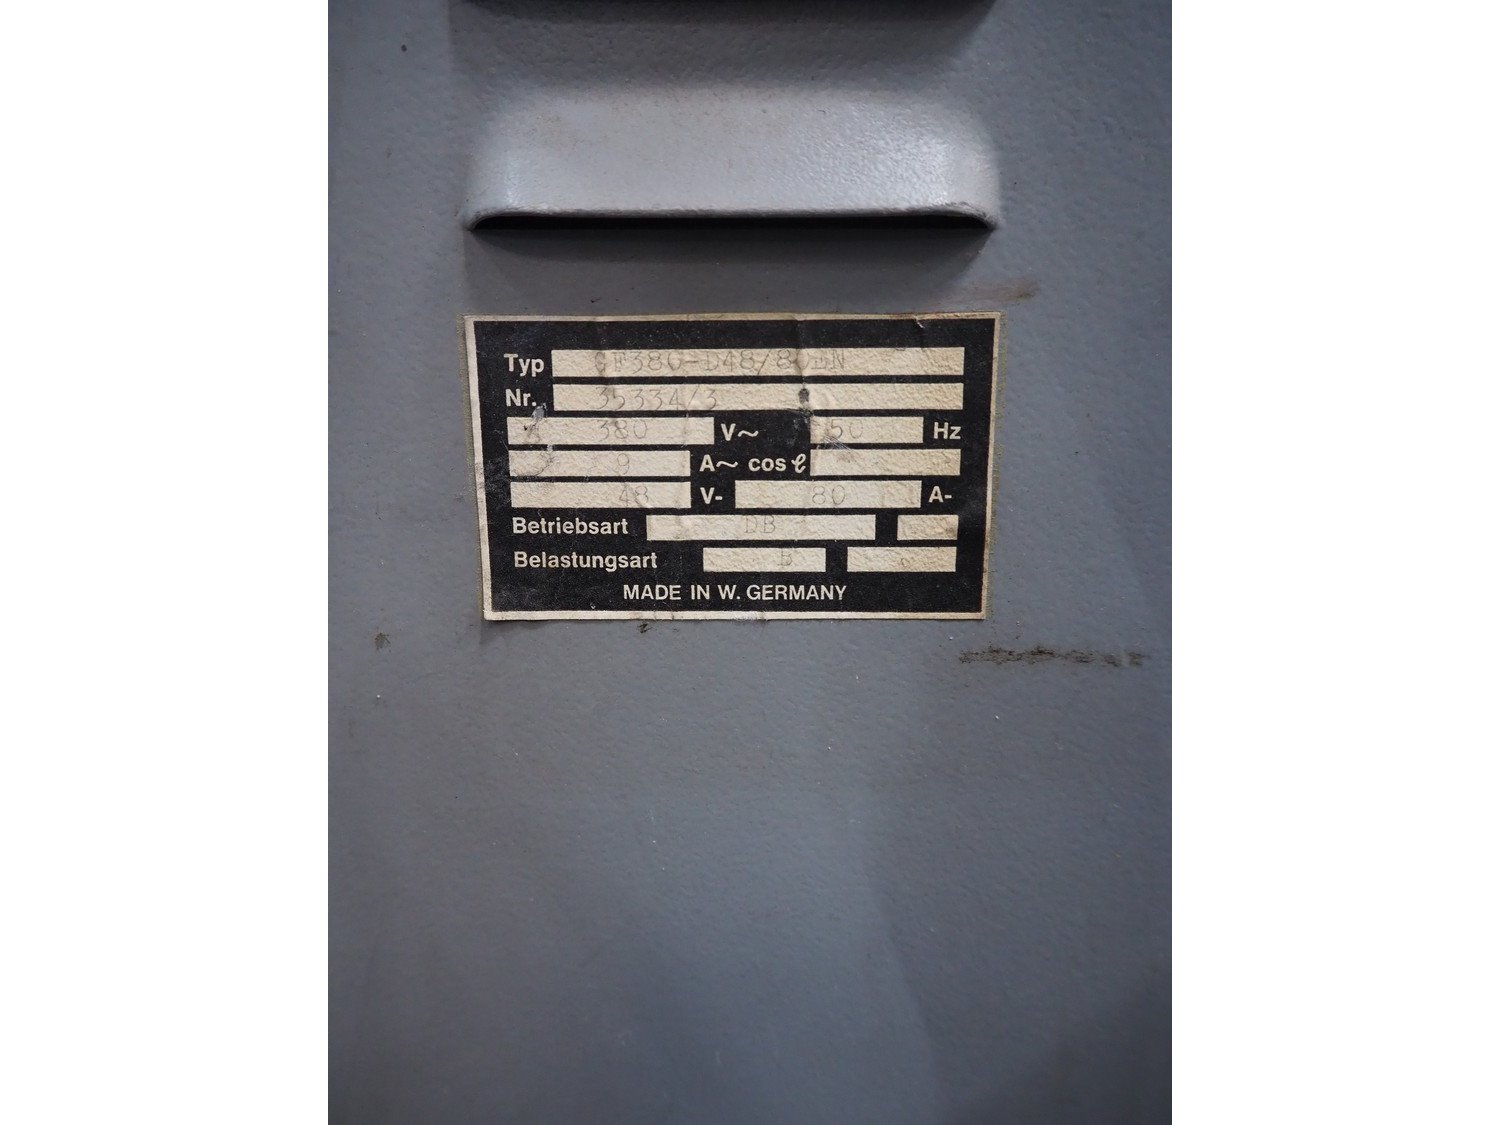 Typ GF380-D48/80
Nr. 35334/3
380 V~ 50 Hz
9 A~ cos φ
48 V- 80 A-
Betriebsart DB
Belastungsart B
MADE IN W. GERMANY